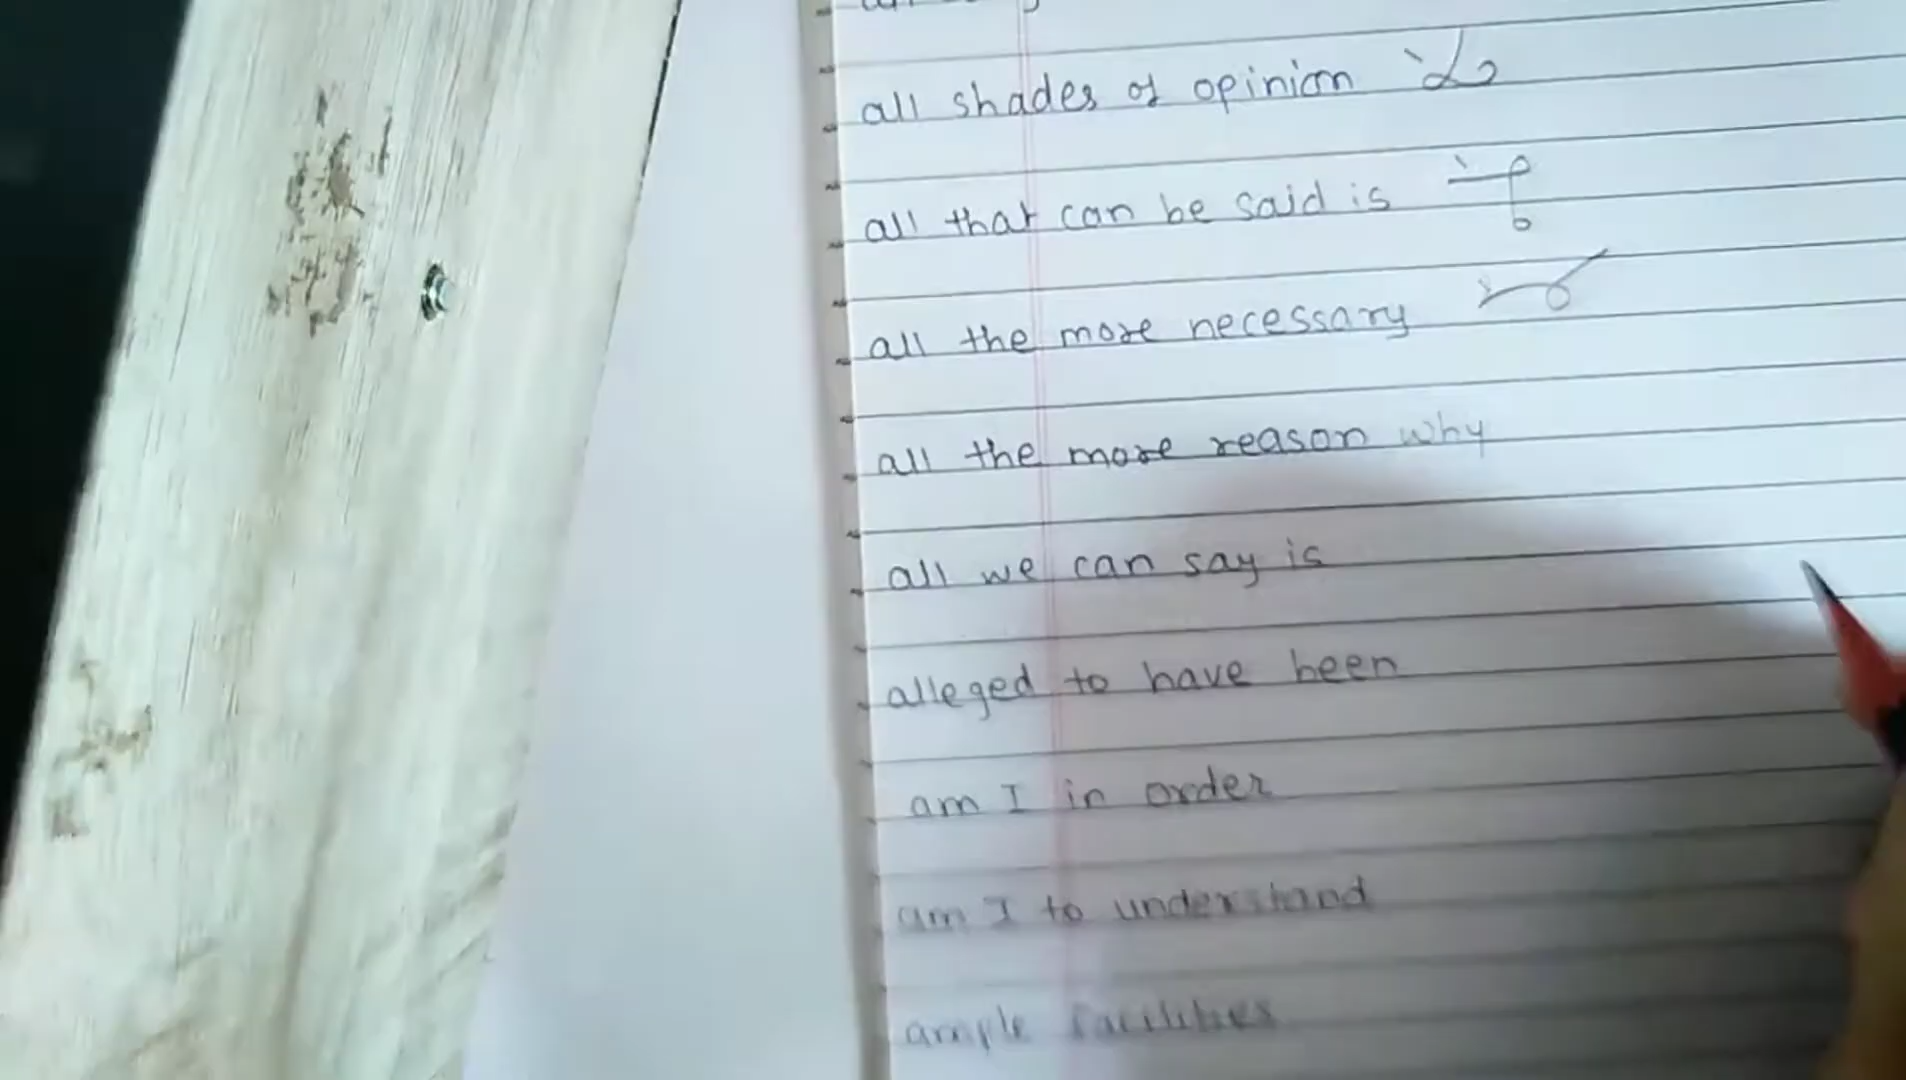 all shades of opinion
all that can be said is
all the more necessary
all the more reason why
all we can say is
alleged to have been
am I in order
am I to understand
ample facilities